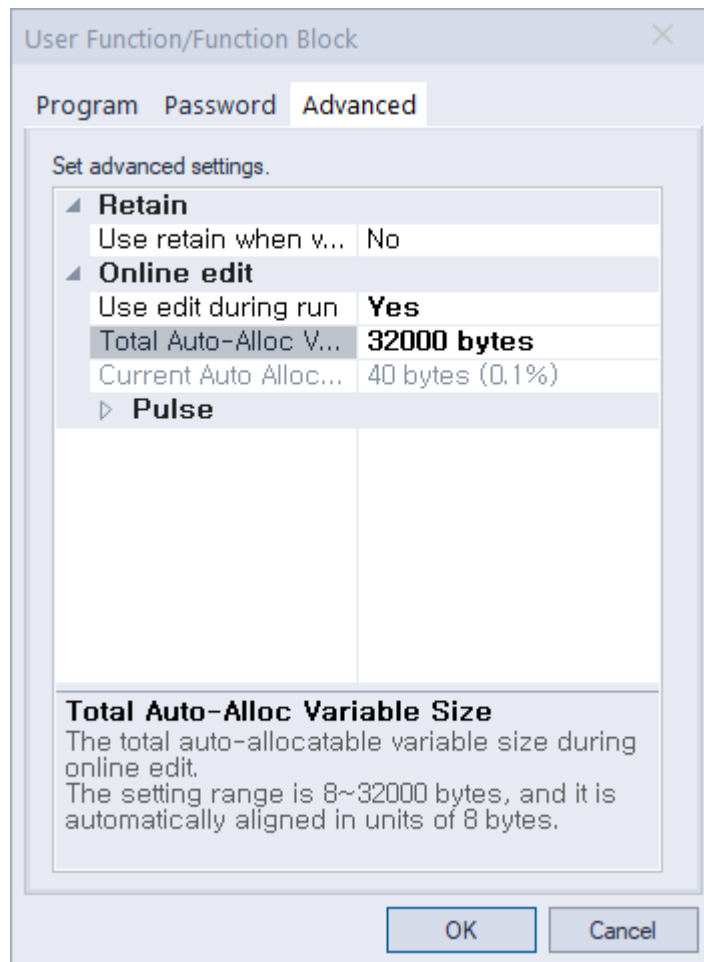 User Function/Function Block
Program Password Advanced
Set advanced settings.
Retain
Use retain when v... No
Online edit
Use edit during run Yes
Total Auto-Alloc V... 32000 bytes
Current Auto Alloc... 40 bytes (0.1%)
Pulse
Total Auto-Alloc Variable Size
The total auto-allocatable variable size during
online edit.
The setting range is 8~32000 bytes, and it is
automatically aligned in units of 8 bytes.
OK Cancel